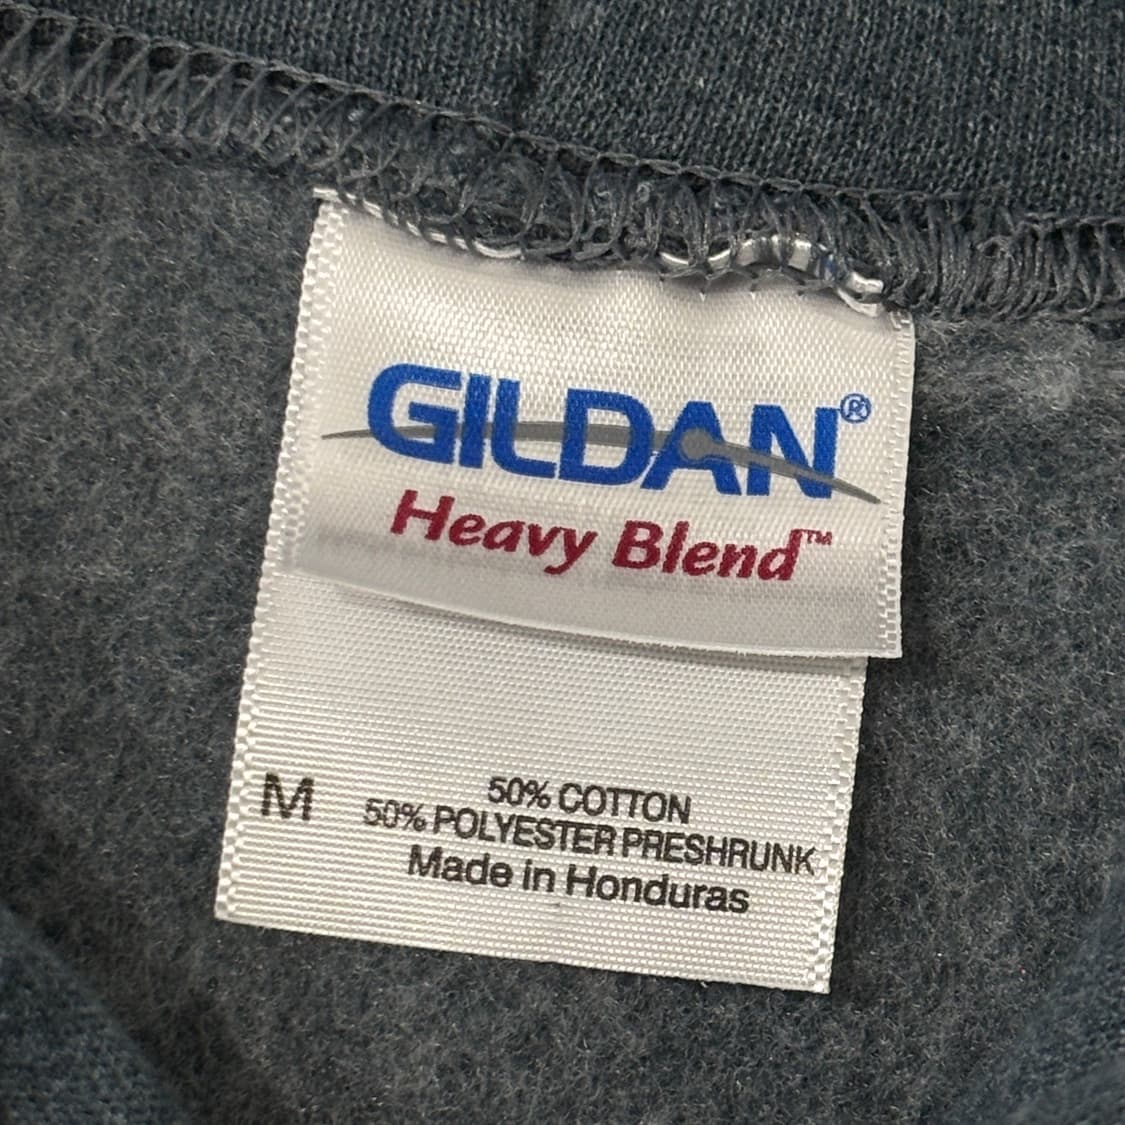 GILDAN®
Heavy Blend™
M
50% COTTON
50% POLYESTER PRESHRUNK
Made in Honduras